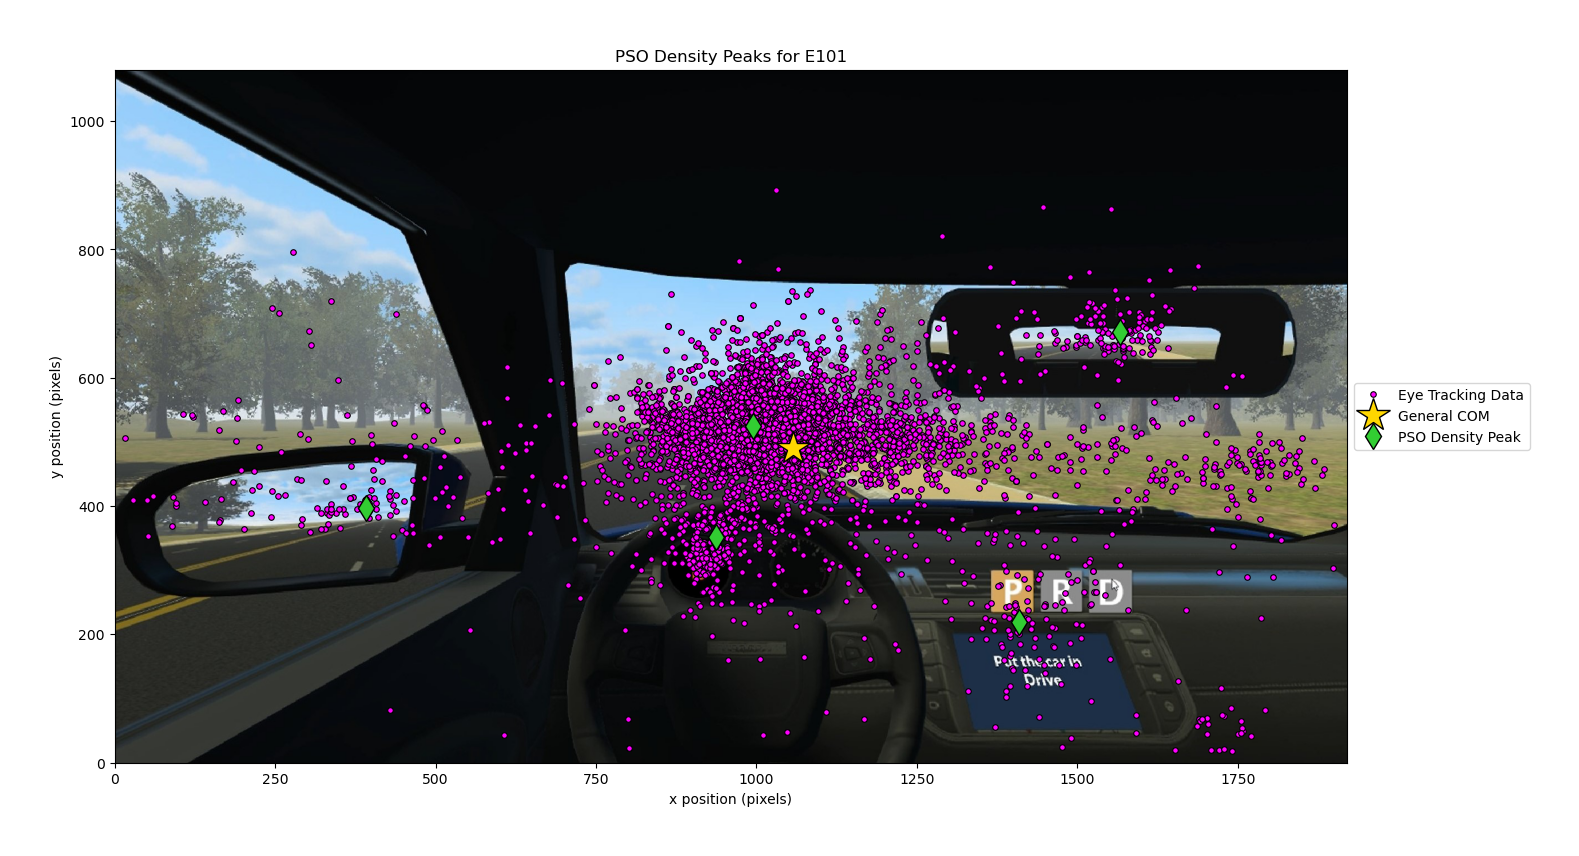 PSO Density Peaks for E101
y position (pixels)
1000
800
600
400
200
0
0 250 500 750 1000 1250 1500 1750
x position (pixels)
Eye Tracking Data
General COM
PSO Density Peak
P R D
Put the car in
Drive